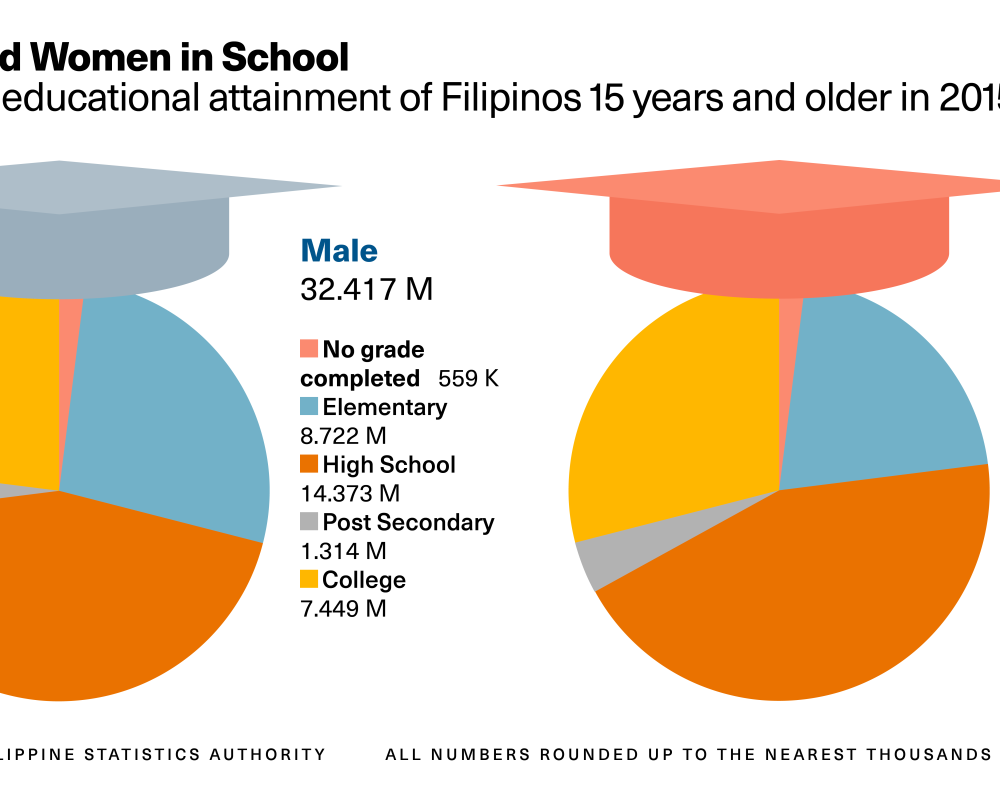 d Women in School
educational attainment of Filipinos 15 years and older in 201
Male
32.417 M
No grade
completed 559 K
Elementary
8.722 M
High School
14.373 M
Post Secondary
1.314 M
College
7.449 M
LIPPINE STATISTICS AUTHORITY
ALL NUMBERS ROUNDED UP TO THE NEAREST THOUSANDS